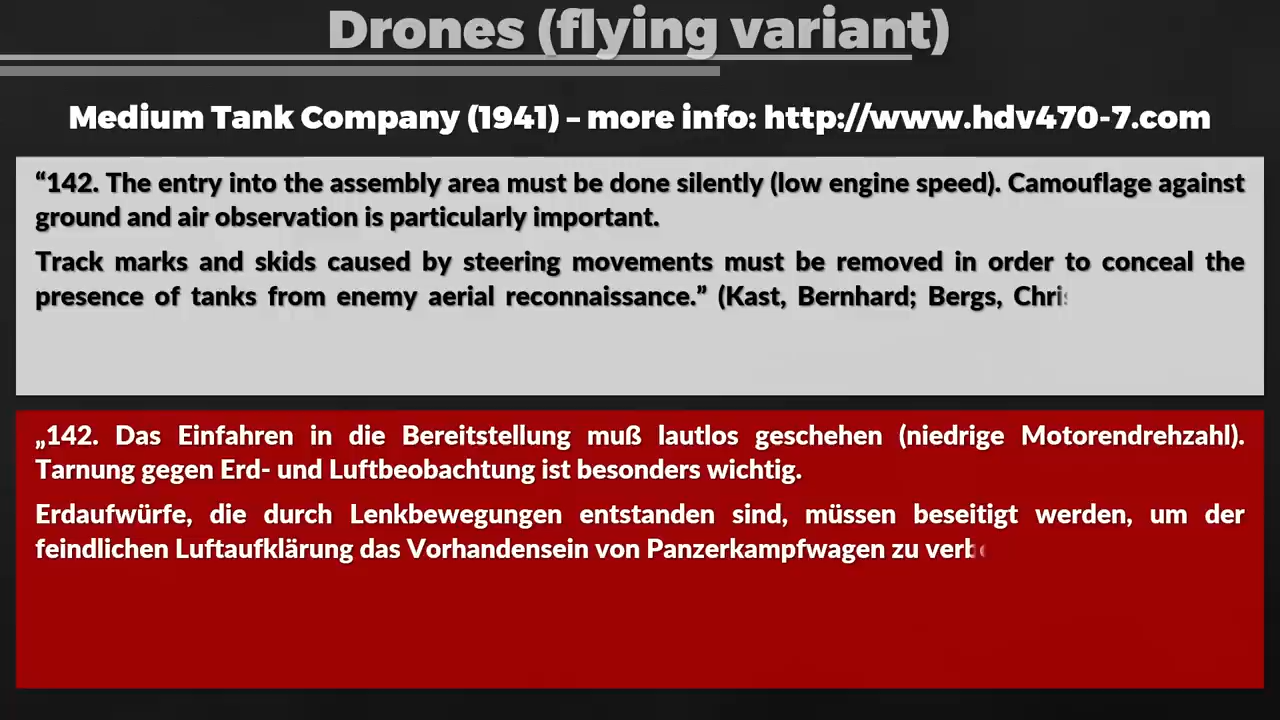 Drones (flying variant)
Medium Tank Company (1941) – more info: http://www.hdv470-7.com
“142. The entry into the assembly area must be done silently (low engine speed). Camouflage against
ground and air observation is particularly important.
Track marks and skids caused by steering movements must be removed in order to conceal the
presence of tanks from enemy aerial reconnaissance.” (Kast, Bernhard; Bergs,
„142. Das Einfahren in die Bereitstellung muß lautlos geschehen (niedrige Motorendrehzahl).
Tarnung gegen Erd- und Luftbeobachtung ist besonders wichtig.
Erdaufwürfe, die durch Lenkbewegungen entstanden sind, müssen beseitigt werden, um der
feindlichen Luftaufklärung das Vorhandensein von Panzerkampfwagen zu